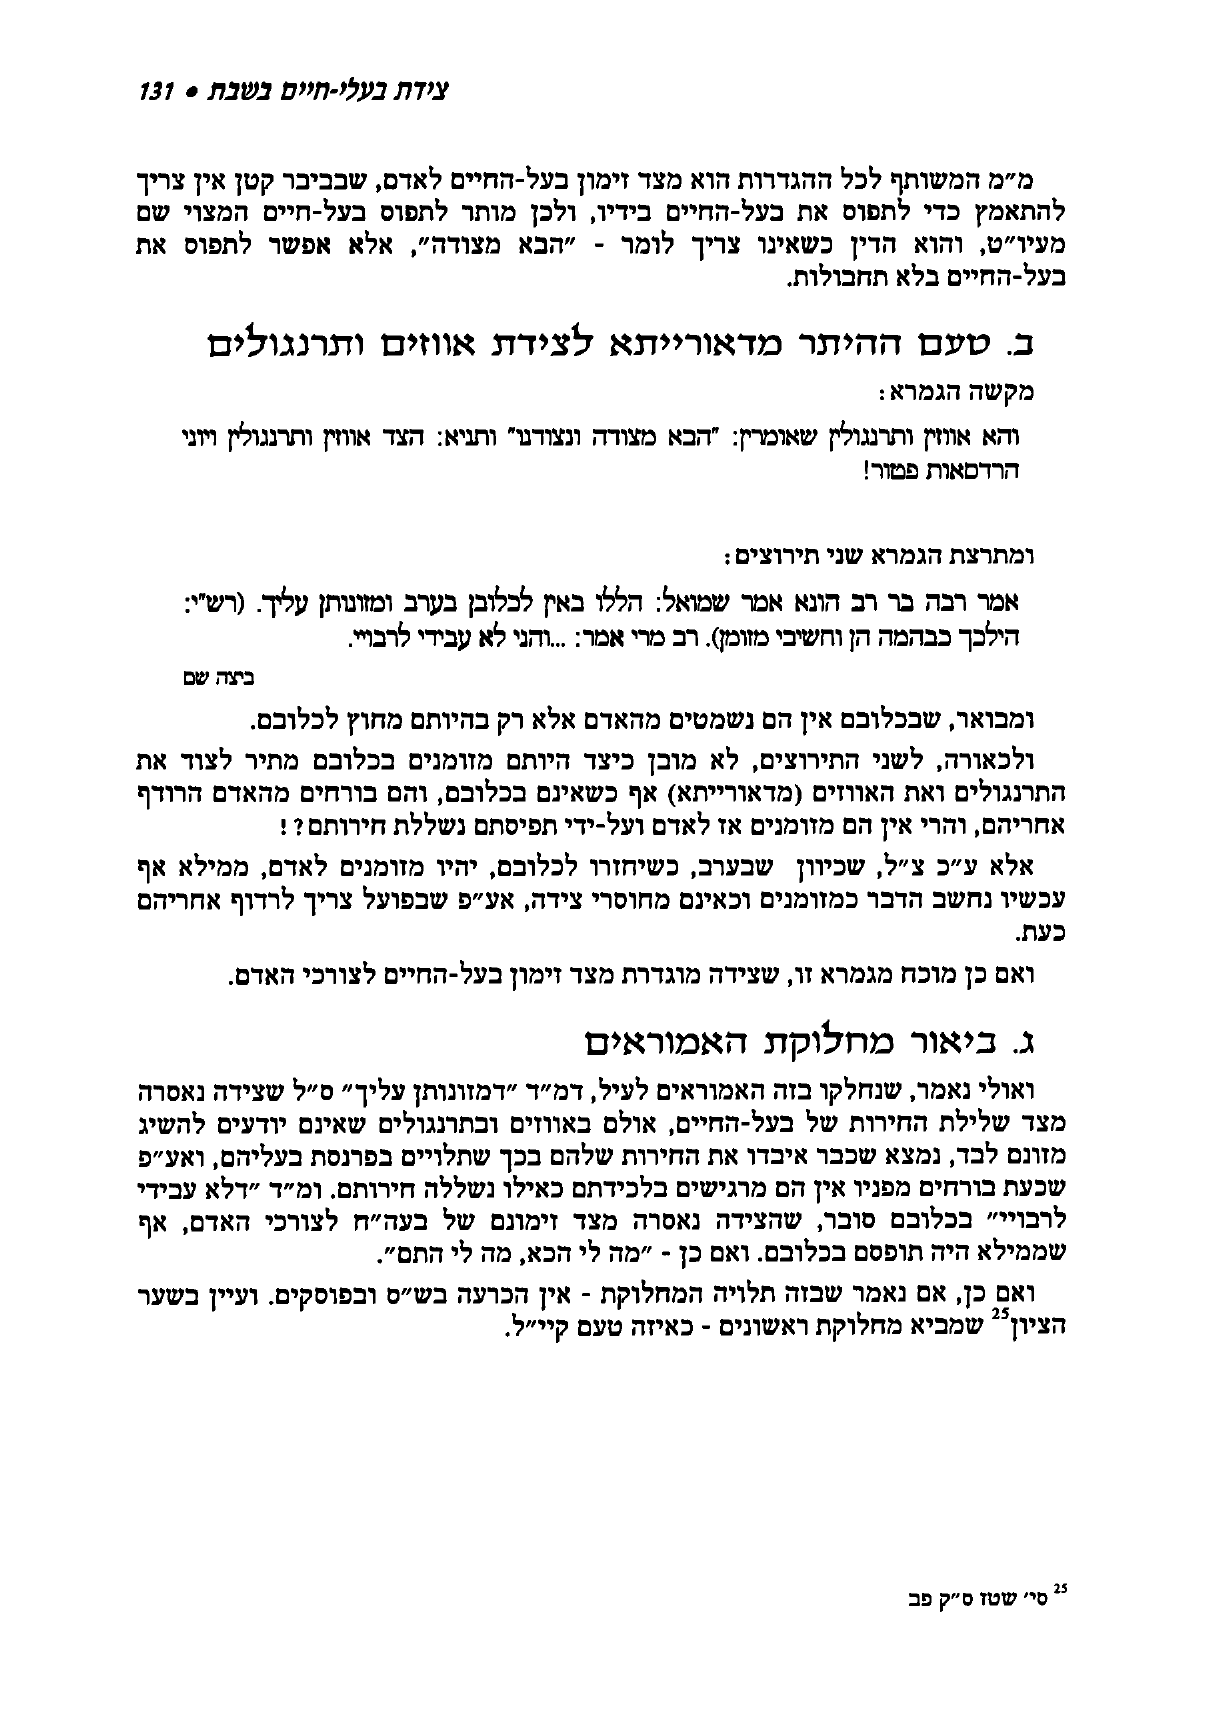 צידת בעלי-חיים בשבת • 131
מ״מ המשותף לכל ההגדרות הוא מצד זימון בעל-החיים לאדם, שבביבר קטן אין צריך
להתאמץ כדי לתפוס את בעל-החיים בידיו, ולכן מותר לתפוס בעל-חיים המצוי שם
מעיו״ט, והוא הדין כשאינו צריך לומר - ״הבא מצודה״, אלא אפשר לתפוס את
בעל-החיים בלא תחבולות.
ב. טעם ההיתר מדאורייתא לצידת אווזים ותרנגולים
מקשה הגמרא:
והא אווזין ותרנגולין שאומרין: "הבא מצודה ונצודנו" ותניא: הצד אווזין ותרנגולין ויוני
הרדסאות פטור!
ומתרצת הגמרא שני תירוצים:
אמר רבה בר רב הונא אמר שמואל: הללו באין לכלובן בערב ומזונותן עליך. (רש"י:
הילכך כבהמה הן וחשיבי מזומן). רב מרי אמר: ...והני לא עבידי לרבויי.
ביצה שם
ומבואר, שבכלובם אין הם נשמטים מהאדם אלא רק בהיותם מחוץ לכלובם.
ולכאורה, לשני התירוצים, לא מובן כיצד היותם מזומנים בכלובם מתיר לצוד את
התרנגולים ואת האווזים (מדאורייתא) אף כשאינם בכלובם, והם בורחים מהאדם הרודף
אחריהם, והרי אין הם מזומנים אז לאדם ועל-ידי תפיסתם נשללת חירותם?!
אלא ע״כ צ״ל, שכיוון שבערב, כשיחזרו לכלובם, יהיו מזומנים לאדם, ממילא אף
עכשיו נחשב הדבר כמזומנים וכאינם מחוסרי צידה, אע״פ שבפועל צריך לרדוף אחריהם
כעת.
ואם כן מוכח מגמרא זו, שצידה מוגדרת מצד זימון בעל-החיים לצורכי האדם.
ג. ביאור מחלוקת האמוראים
ואולי נאמר, שנחלקו בזה האמוראים לעיל, דמ״ד ״דמזונותן עליך״ ס״ל שצידה נאסרה
מצד שלילת החירות של בעל-החיים, אולם באווזים ובתרנגולים שאינם יודעים להשיג
מזונם לבד, נמצא שכבר איבדו את החירות שלהם בכך שתלויים בפרנסת בעליהם, ואע״פ
שכעת בורחים מפניו אין הם מרגישים בלכידתם כאילו נשללה חירותם. ומ״ד ״דלא עבידי
לרבויי״ בכלובם סובר, שהצידה נאסרה מצד זימונם של בעה״ח לצורכי האדם, אף
שממילא היה תופסם בכלובם. ואם כן - ״מה לי הכא, מה לי התם״.
ואם כן, אם נאמר שבזה תלויה המחלוקת - אין הכרעה בש״ס ובפוסקים. ועיין בשער
הציון25 שמביא מחלוקת ראשונים - כאיזה טעם קיי״ל.
25 סי׳ שטז ס״ק פב